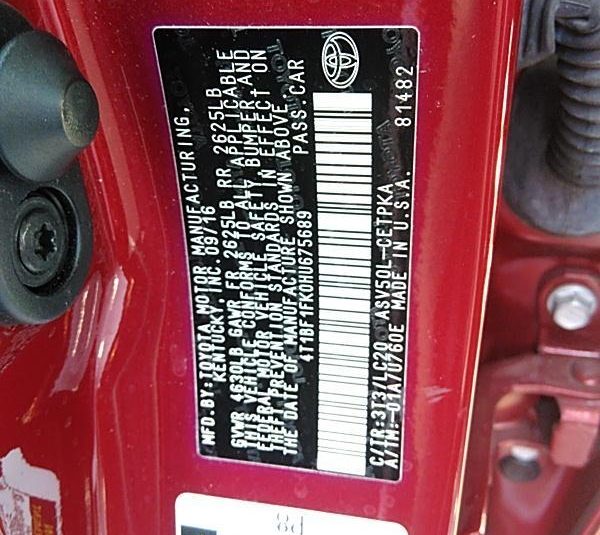 MFD.BY: TOYOTA MOTOR MANUFACTURING,
KENTUCKY, INC. 09/16
GVWR 4630LB GAWR FR 2625LB RR 2625LB
THIS VEHICLE CONFORMS TO ALL APPLICABLE
FEDERAL MOTOR VEHICLE SAFETY, BUMPER AND
THEFT PREVENTION STANDARDS IN EFFECT ON
THE DATE OF MANUFACTURE SHOWN ABOVE.
4T1BF1FK0HU675689 PASS.CAR
C/TR:3T3/LC20 ASV50L-CETPKA
A/TM:-01A/U760E MADE IN U.S.A. 81482